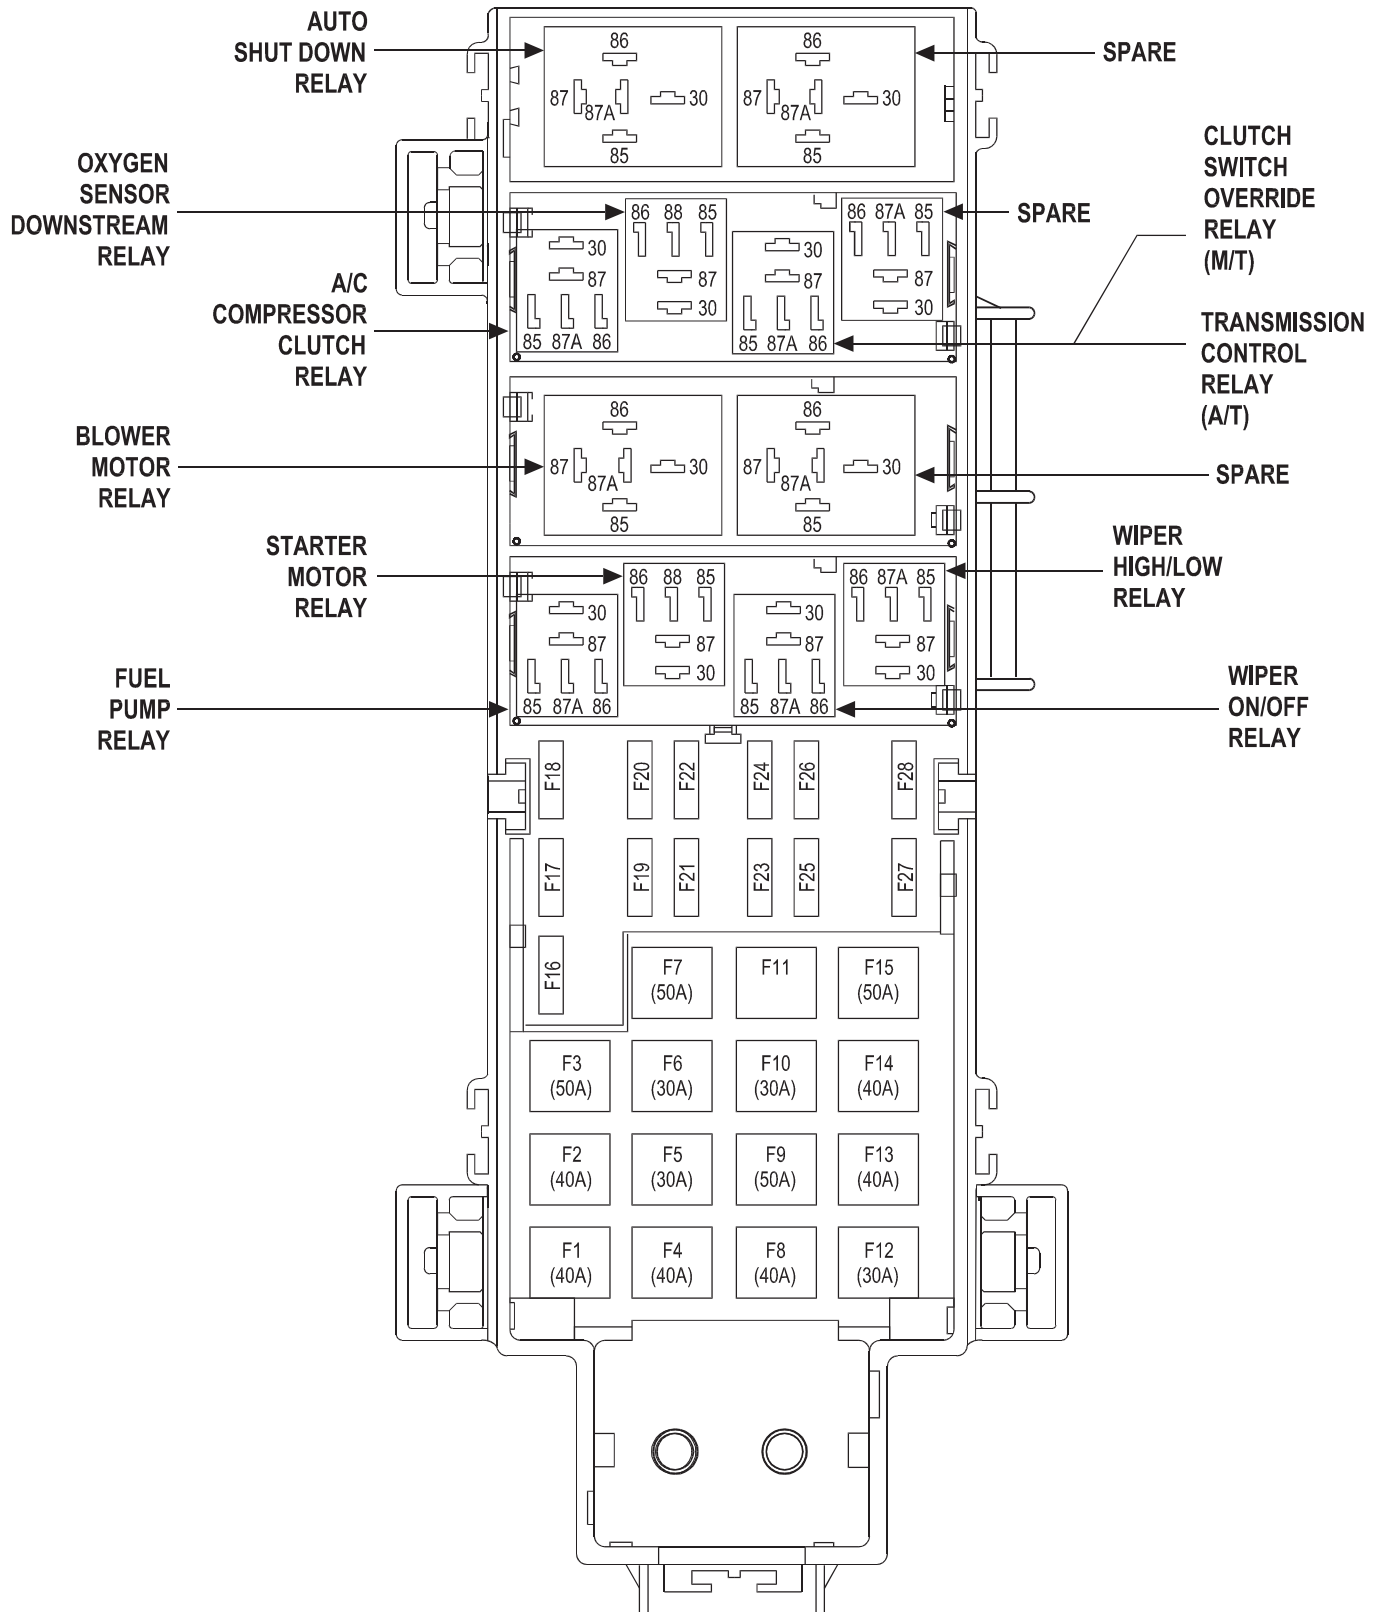 AUTO
SHUT DOWN
RELAY
SPARE
86
87
87A
30
85
86
87
87A
30
85
OXYGEN
SENSOR
DOWNSTREAM
RELAY
A/C
COMPRESSOR
CLUTCH
RELAY
SPARE
CLUTCH
SWITCH
OVERRIDE
RELAY
(M/T)
TRANSMISSION
CONTROL
RELAY
(A/T)
86 88 85
87
30
30
87
85 87A 86
86 87A 85
87
30
30
87
85 87A 86
BLOWER
MOTOR
RELAY
SPARE
86
87
87A
30
85
86
87
87A
30
85
STARTER
MOTOR
RELAY
FUEL
PUMP
RELAY
WIPER
HIGH/LOW
RELAY
WIPER
ON/OFF
RELAY
86 88 85
87
30
30
87
85 87A 86
86 87A 85
87
30
30
87
85 87A 86
F18
F20
F22
F24
F26
F28
F17
F19
F21
F23
F25
F27
F16
F7
(50A)
F11
F15
(50A)
F3
(50A)
F6
(30A)
F10
(30A)
F14
(40A)
F2
(40A)
F5
(30A)
F9
(50A)
F13
(40A)
F1
(40A)
F4
(40A)
F8
(40A)
F12
(30A)